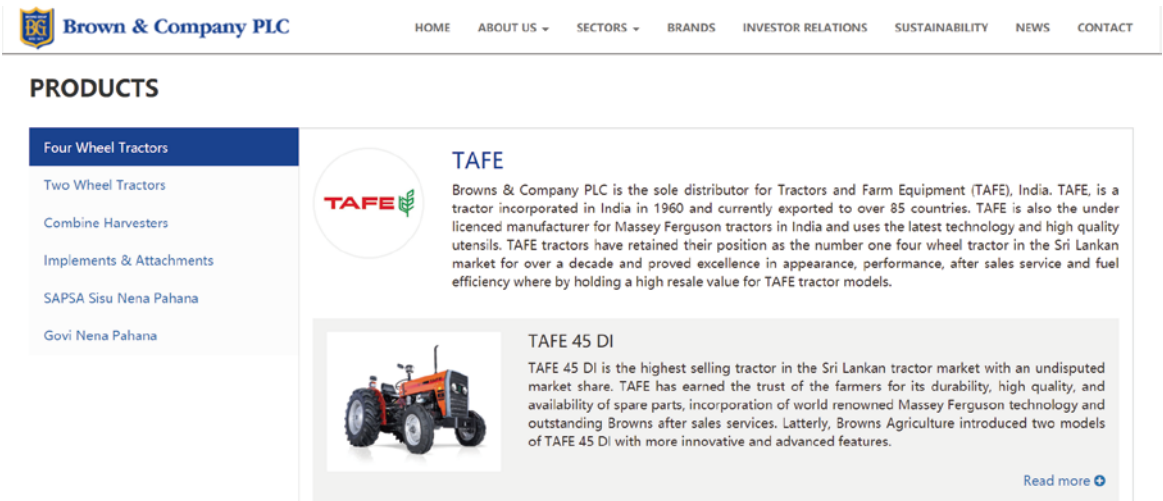 BG
Brown & Company PLC
HOME
ABOUT US
SECTORS
BRANDS
INVESTOR RELATIONS
SUSTAINABILITY
NEWS
CONTACT
PRODUCTS
Four Wheel Tractors
Two Wheel Tractors
Combine Harvesters
Implements & Attachments
SAPSA Sisu Nena Pahana
Govi Nena Pahana
TAFE
TAFE
Browns & Company PLC is the sole distributor for Tractors and Farm Equipment (TAFE), India. TAFE, is a
tractor incorporated in India in 1960 and currently exported to over 85 countries. TAFE is also the under
licenced manufacturer for Massey Ferguson tractors in India and uses the latest technology and high quality
utensils. TAFE tractors have retained their position as the number one four wheel tractor in the Sri Lankan
market for over a decade and proved excellence in appearance, performance, after sales service and fuel
efficiency where by holding a high resale value for TAFE tractor models.
TAFE 45 DI
TAFE 45 DI is the highest selling tractor in the Sri Lankan tractor market with an undisputed
market share. TAFE has earned the trust of the farmers for its durability, high quality, and
availability of spare parts, incorporation of world renowned Massey Ferguson technology and
outstanding Browns after sales services. Latterly, Browns Agriculture introduced two models
of TAFE 45 DI with more innovative and advanced features.
Read more